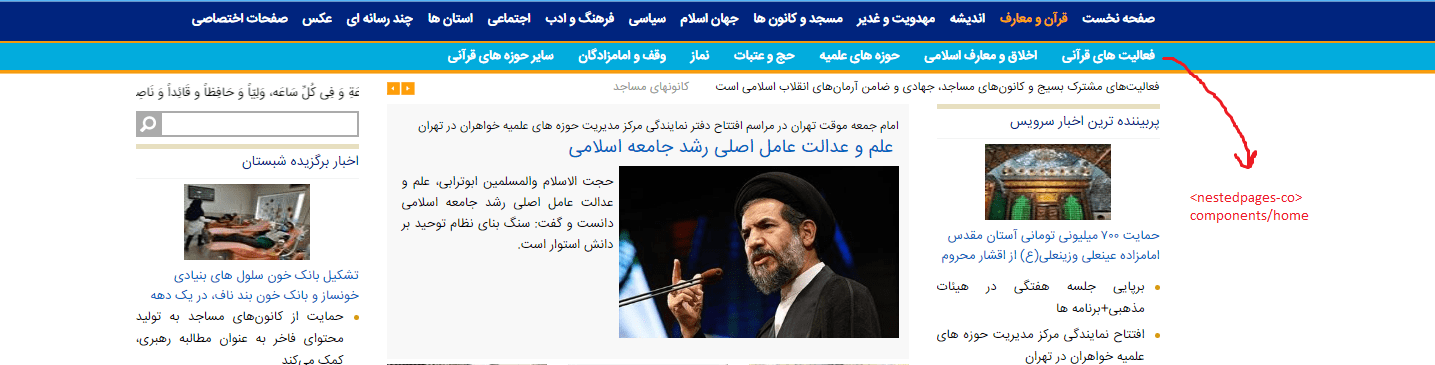 صفحه نخست قرآن و معارف اندیشه مهدویت و غدیر مسجد و کانون ها جهان اسلام سیاسی فرهنگ و ادب اجتماعی استان ها چند رسانه ای عکس صفحات اختصاصی
فعالیت های قرآنی اخلاق و معارف اسلامی حوزه های علمیه حج و عتبات نماز وقف و امامزادگان سایر حوزه های قرآنی
فعالیت‌های مشترک بسیج و کانون‌های مساجد، جهادی و ضامن آرمان‌های انقلاب اسلامی است کانونهای مساجد
پربیننده ترین اخبار سرویس
حمایت ۷۰۰ میلیونی تومانی آستان مقدس
امامزاده عینعلی وزینعلی(ع) از اقشار محروم
برپایی جلسه هفتگی در هیئات
مذهبی+برنامه ها
افتتاح نمایندگی مرکز مدیریت حوزه های
علمیه خواهران در تهران
<nestedpages-co>
components/home
امام جمعه موقت تهران در مراسم افتتاح دفتر نمایندگی مرکز مدیریت حوزه های علمیه خواهران در تهران
علم و عدالت عامل اصلی رشد جامعه اسلامی
حجت الاسلام والمسلمین ابوترابی، علم و
عدالت عامل اصلی رشد جامعه اسلامی
دانست و گفت: سنگ بنای نظام توحید بر
دانش استوار است.
عَةِ وَ فِی کُلِّ سَاعَه، وَلِیّاً وَ حَافِظاً وَ قَائِداً وَ نَاصِ
اخبار برگزیده شبستان
تشکیل بانک خون سلول های بنیادی
خونساز و بانک خون بند ناف، در یک دهه
حمایت از کانون‌های مساجد به تولید
محتوای فاخر به عنوان مطالبه رهبری،
کمک می‌کند